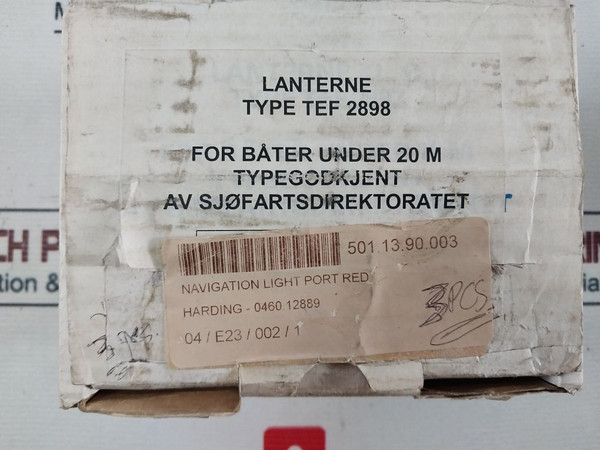 LANTERNE
TYPE TEF 2898
FOR BÅTER UNDER 20 M
TYPEGODKJENT
AV SJØFARTSDIREKTORATET
501.13.90.003
NAVIGATION LIGHT PORT RED
HARDING - 0460 12889
04 / E23 / 002 / 1
3POS